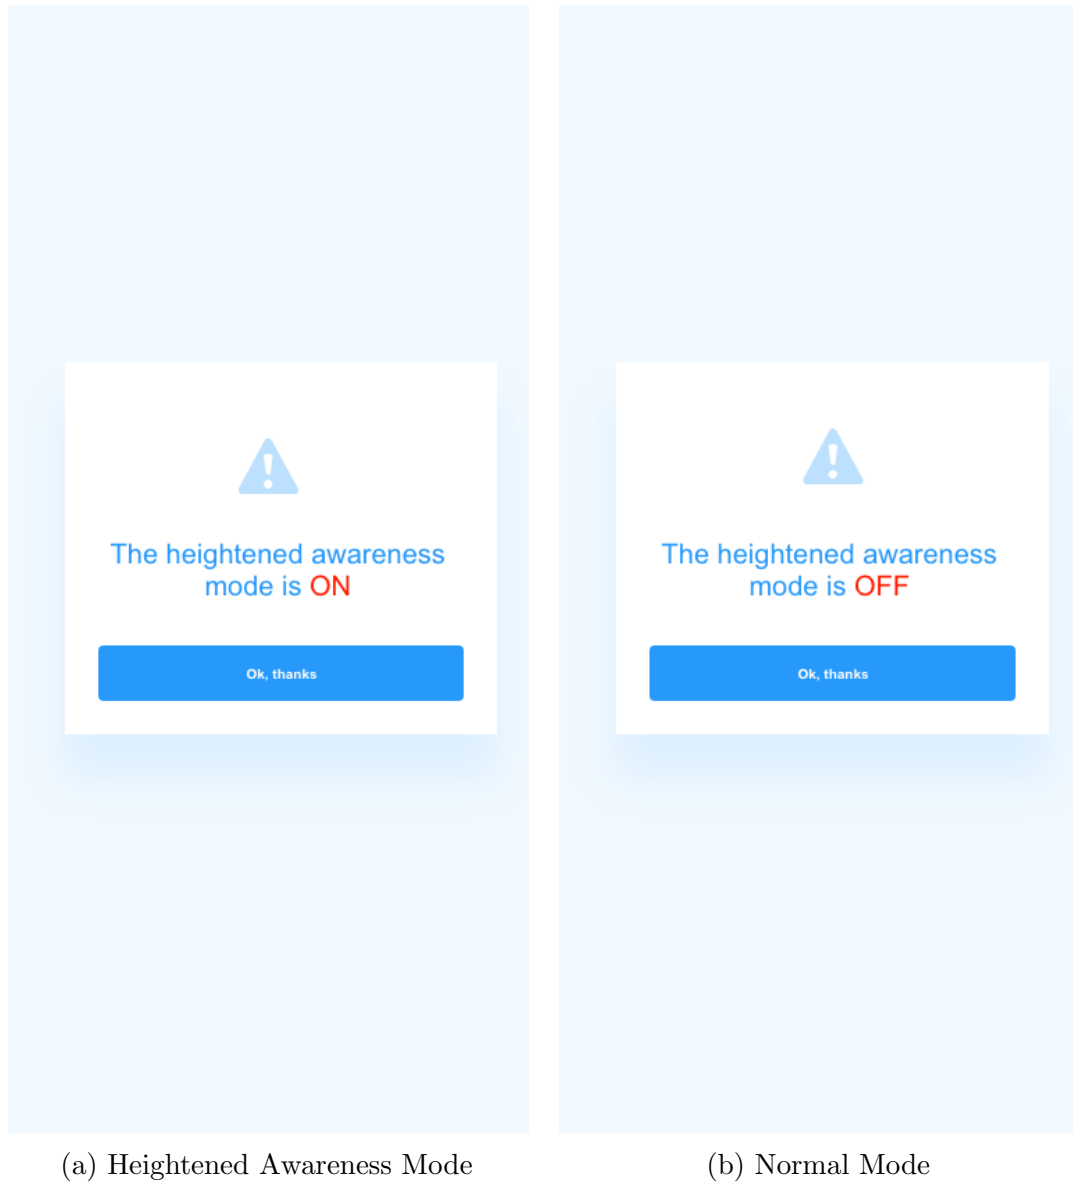 The heightened awareness
mode is ON
Ok, thanks
(a) Heightened Awareness Mode
The heightened awareness
mode is OFF
Ok, thanks
(b) Normal Mode